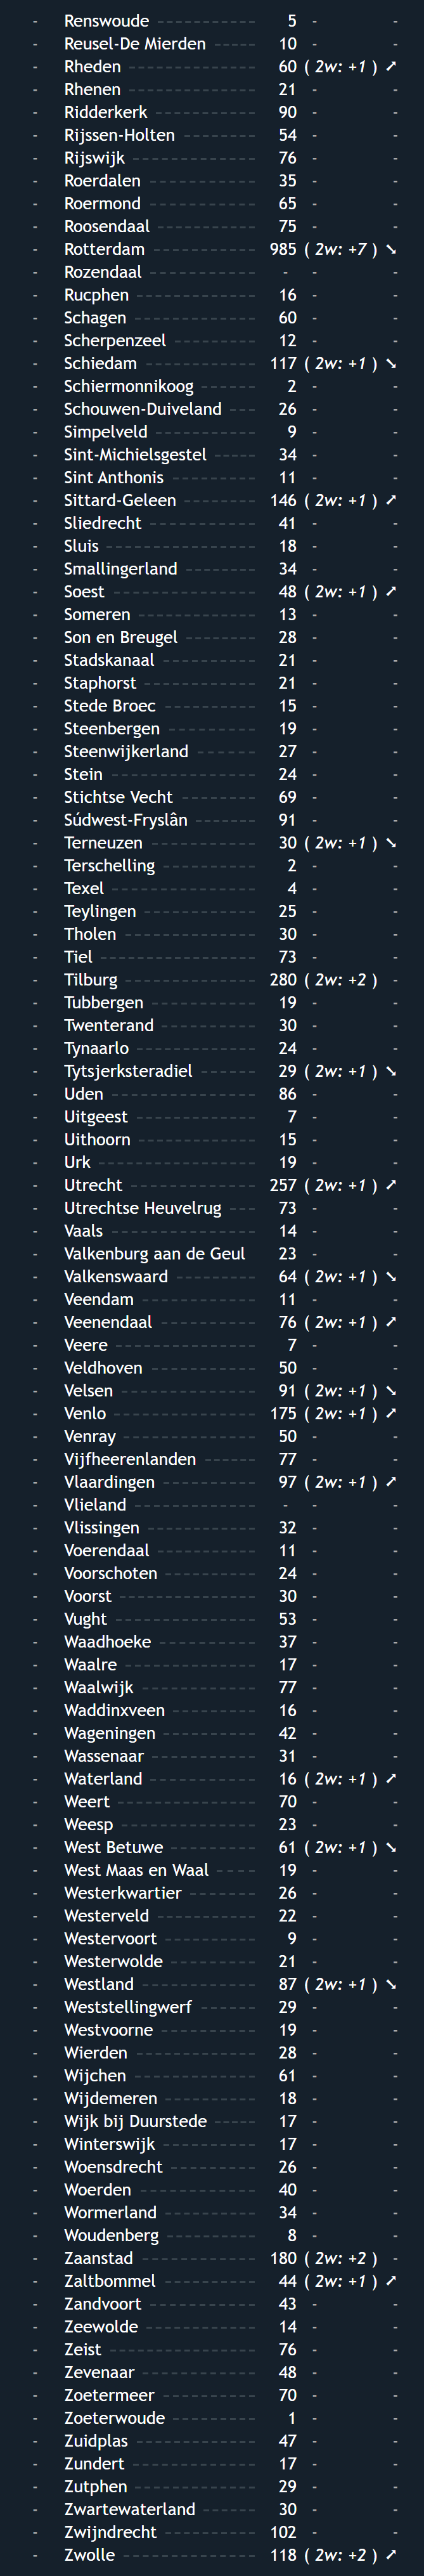 - Renswoude ------------ 5 - -
- Reusel-De Mierden ------ 10 - -
- Rheden --------------- 60 ( 2w: +1 ) ➚
- Rhenen --------------- 21 - -
- Ridderkerk ------------ 90 - -
- Rijssen-Holten --------- 54 - -
- Rijswijk -------------- 76 - -
- Roerdalen ------------ 35 - -
- Roermond ------------- 65 - -
- Roosendaal ------------ 75 - -
- Rotterdam ------------ 985 ( 2w: +7 ) ➘
- Rozendaal ------------- - - -
- Rucphen ------------- 16 - -
- Schagen -------------- 60 - -
- Scherpenzeel ---------- 12 - -
- Schiedam ------------- 117 ( 2w: +1 ) ➘
- Schiermonnikoog ------- 2 - -
- Schouwen-Duiveland --- 26 - -
- Simpelveld ------------ 9 - -
- Sint-Michielsgestel ----- 34 - -
- Sint Anthonis ---------- 11 - -
- Sittard-Geleen --------- 146 ( 2w: +1 ) ➚
- Sliedrecht ------------ 41 - -
- Sluis ----------------- 18 - -
- Smallingerland --------- 34 - -
- Soest ---------------- 48 ( 2w: +1 ) ➚
- Someren -------------- 13 - -
- Son en Breugel --------- 28 - -
- Stadskanaal ----------- 21 - -
- Staphorst ------------- 21 - -
- Stede Broec ----------- 15 - -
- Steenbergen ---------- 19 - -
- Steenwijkerland ------- 27 - -
- Stein ---------------- 24 - -
- Stichtse Vecht --------- 69 - -
- Súdwest-Fryslân ------- 91 - -
- Terneuzen ------------ 30 ( 2w: +1 ) ➘
- Terschelling ----------- 2 - -
- Texel ---------------- 4 - -
- Teylingen ------------- 25 - -
- Tholen --------------- 30 - -
- Tiel ------------------ 73 - -
- Tilburg --------------- 280 ( 2w: +2 ) -
- Tubbergen ------------ 19 - -
- Twenterand ----------- 30 - -
- Tynaarlo ------------- 24 - -
- Tytsjerksteradiel ------ 29 ( 2w: +1 ) ➘
- Uden ----------------- 86 - -
- Uitgeest -------------- 7 - -
- Uithoorn ------------- 15 - -
- Urk ------------------ 19 - -
- Utrecht -------------- 257 ( 2w: +1 ) ➚
- Utrechtse Heuvelrug --- 73 - -
- Vaals ---------------- 14 - -
- Valkenburg aan de Geul 23 - -
- Valkenswaard --------- 64 ( 2w: +1 ) ➘
- Veendam ------------- 11 - -
- Veenendaal ----------- 76 ( 2w: +1 ) ➚
- Veere ---------------- 7 - -
- Veldhoven ------------ 50 - -
- Velsen --------------- 91 ( 2w: +1 ) ➘
- Venlo ---------------- 175 ( 2w: +1 ) ➚
- Venray --------------- 50 - -
- Vijfheerenlanden ------ 77 - -
- Vlaardingen ----------- 97 ( 2w: +1 ) ➚
- Vlieland -------------- - - -
- Vlissingen ------------ 32 - -
- Voerendaal ------------ 11 - -
- Voorschoten ---------- 24 - -
- Voorst --------------- 30 - -
- Vught ---------------- 53 - -
- Waadhoeke ----------- 37 - -
- Waalre --------------- 17 - -
- Waalwijk ------------- 77 - -
- Waddinxveen ---------- 16 - -
- Wageningen ----------- 42 - -
- Wassenaar ------------ 31 - -
- Waterland ------------ 16 ( 2w: +1 ) ➚
- Weert ---------------- 70 - -
- Weesp --------------- 23 - -
- West Betuwe ---------- 61 ( 2w: +1 ) ➘
- West Maas en Waal ---- 19 - -
- Westerkwartier -------- 26 - -
- Westerveld ----------- 22 - -
- Westervoort ---------- 9 - -
- Westerwolde ---------- 21 - -
- Westland ------------- 87 ( 2w: +1 ) ➘
- Weststellingwerf ------ 29 - -
- Westvoorne ----------- 19 - -
- Wierden ------------- 28 - -
- Wijchen -------------- 61 - -
- Wijdemeren ----------- 18 - -
- Wijk bij Duurstede ----- 17 - -
- Winterswijk ----------- 17 - -
- Woensdrecht ---------- 26 - -
- Woerden ------------- 40 - -
- Wormerland ----------- 34 - -
- Woudenberg ---------- 8 - -
- Zaanstad ------------- 180 ( 2w: +2 ) -
- Zaltbommel ----------- 44 ( 2w: +1 ) ➚
- Zandvoort ------------ 43 - -
- Zeewolde ------------ 14 - -
- Zeist ---------------- 76 - -
- Zevenaar ------------- 48 - -
- Zoetermeer ----------- 70 - -
- Zoeterwoude ---------- 1 - -
- Zuidplas ------------- 47 - -
- Zundert -------------- 17 - -
- Zutphen ------------- 29 - -
- Zwartewaterland ------ 30 - -
- Zwijndrecht ----------- 102 - -
- Zwolle --------------- 118 ( 2w: +2 ) ➚